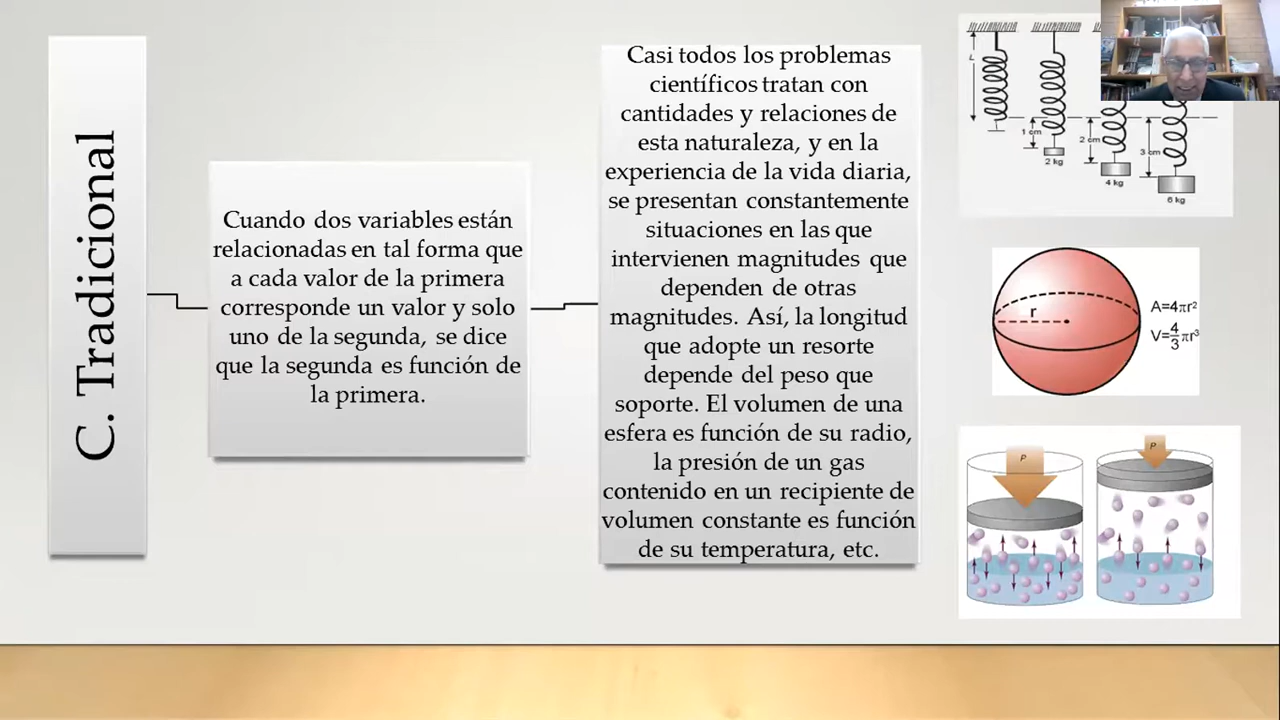 C. Tradicional
Cuando dos variables están
relacionadas en tal forma que
a cada valor de la primera
corresponde un valor y solo
uno de la segunda, se dice
que la segunda es función de
la primera.
Casi todos los problemas
científicos tratan con
cantidades y relaciones de
esta naturaleza, y en la
experiencia de la vida diaria,
se presentan constantemente
situaciones en las que
intervienen magnitudes que
dependen de otras
magnitudes. Así, la longitud
que adopte un resorte
depende del peso que
soporte. El volumen de una
esfera es función de su radio,
la presión de un gas
contenido en un recipiente de
volumen constante es función
de su temperatura, etc.
L
1 cm
2 cm
3 cm
2 kg
4 kg
6 kg
r
A=4πr²
V=4/3πr³
P
P